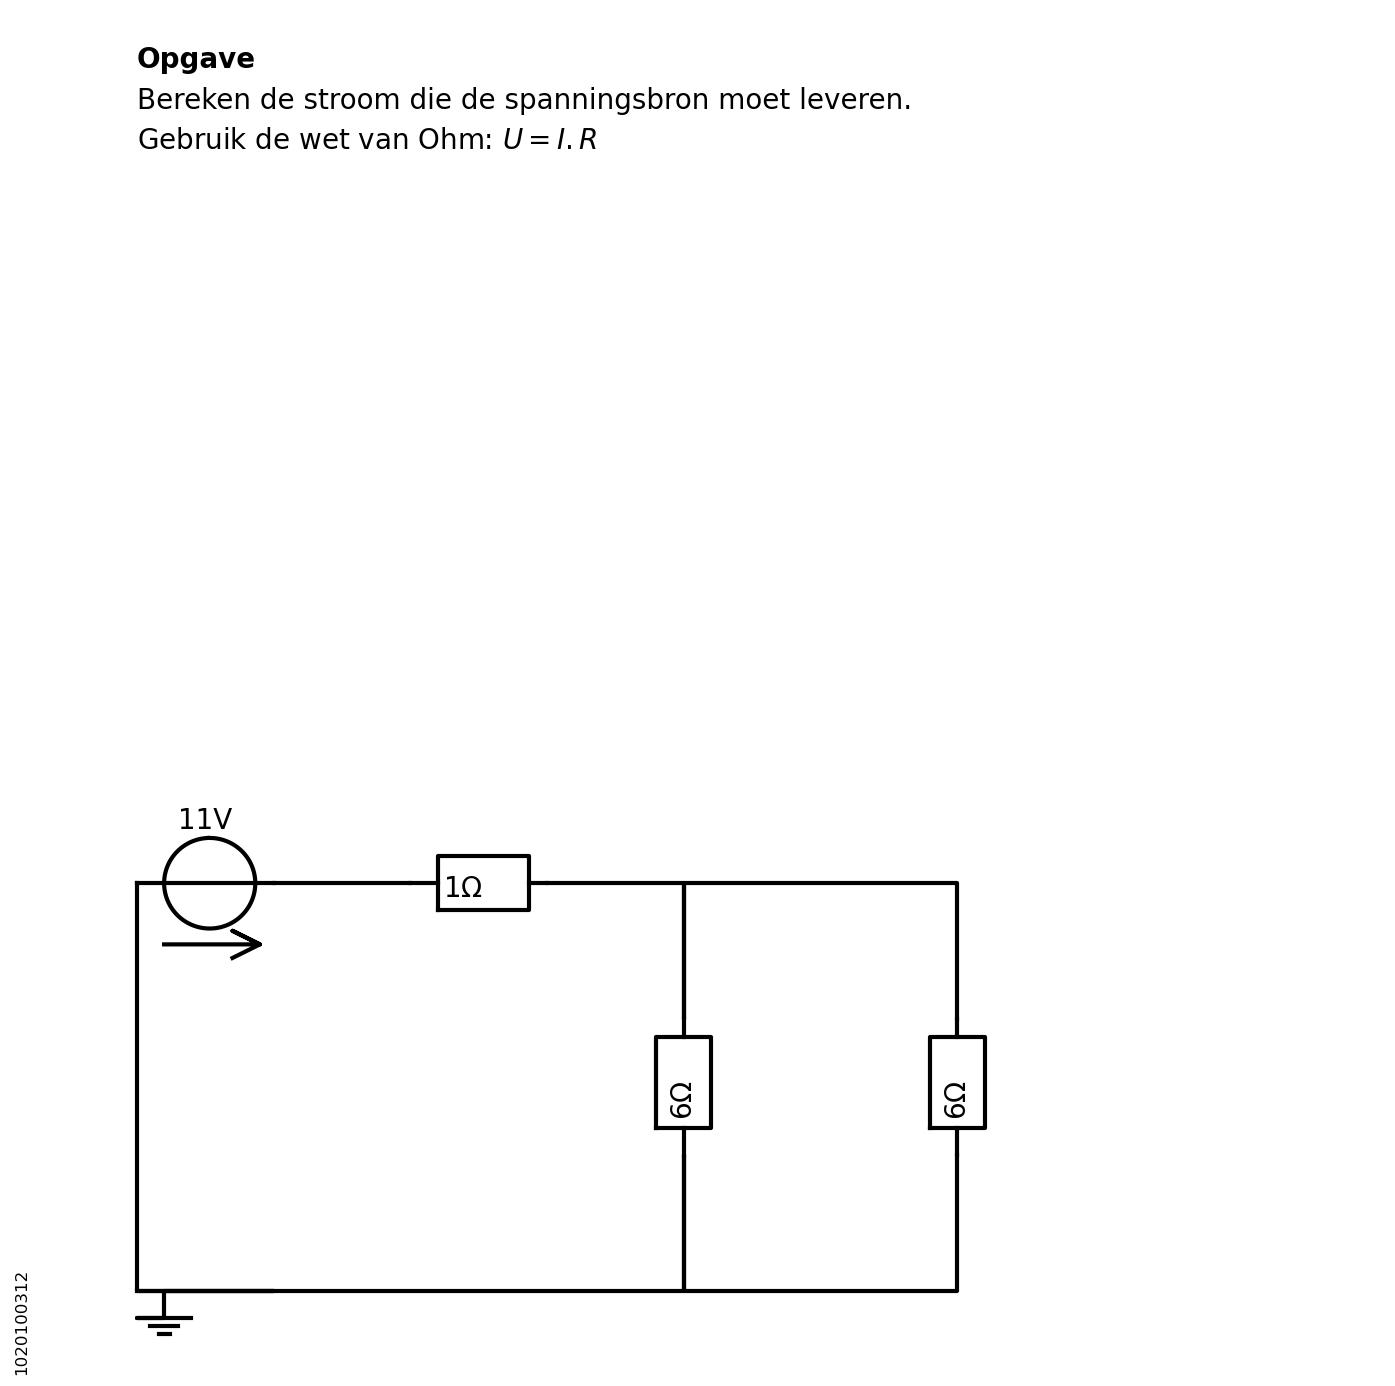 Opgave
Bereken de stroom die de spanningsbron moet leveren.
Gebruik de wet van Ohm: U = I. R
11V
1Ω
6Ω
6Ω
1020100312